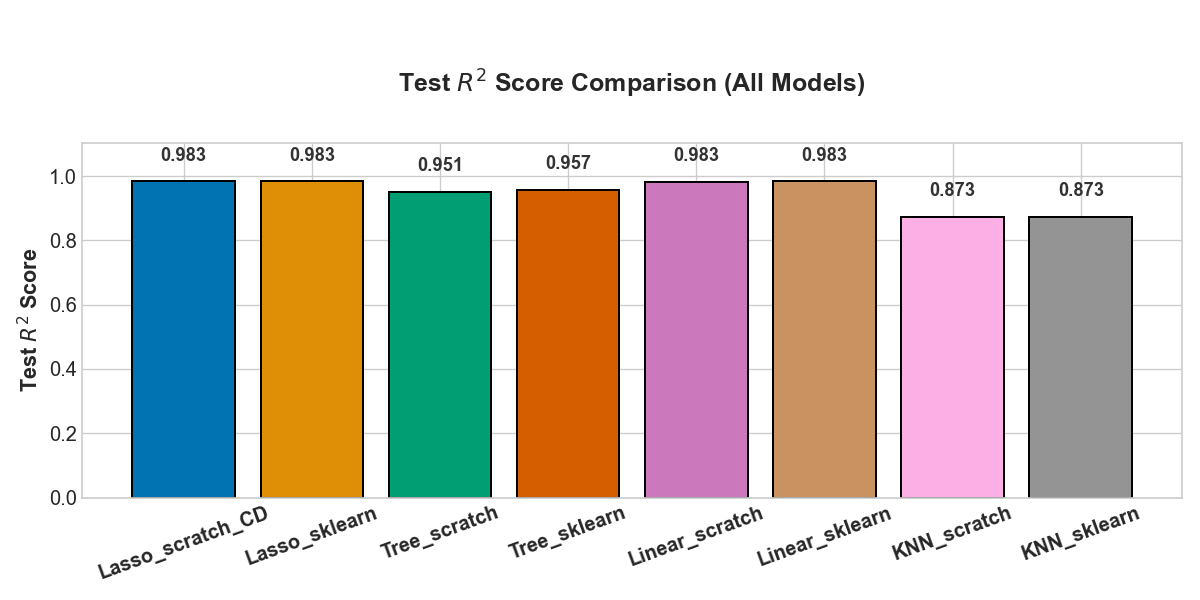 Test R² Score Comparison (All Models)
0.983 0.983 0.951 0.957 0.983 0.983 0.873 0.873
Test R² Score
1.0
0.8
0.6
0.4
0.2
0.0
Lasso_scratch_CD Lasso_sklearn Tree_scratch Tree_sklearn Linear_scratch Linear_sklearn KNN_scratch KNN_sklearn